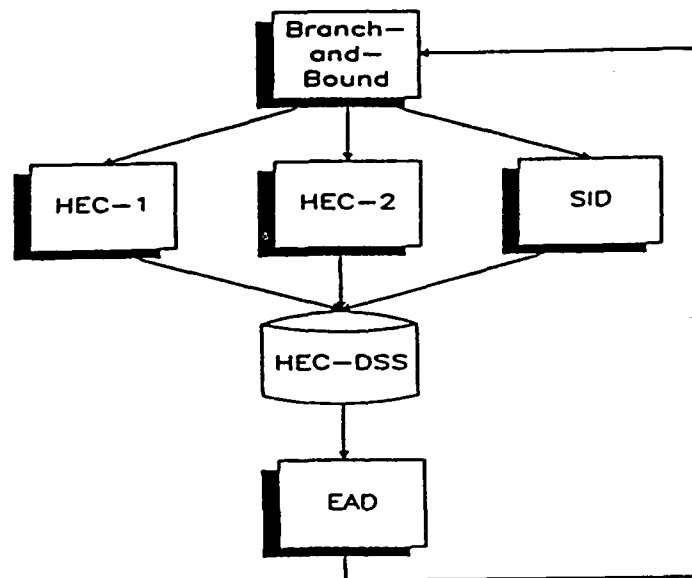 Branch-
and-
Bound
HEC-1
HEC-2
SID
HEC-DSS
EAD